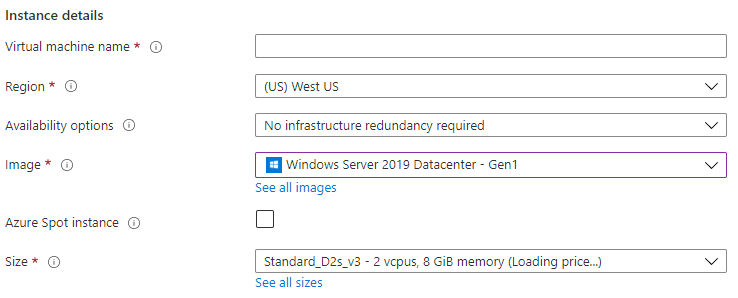 Instance details
Virtual machine name *
Region * (US) West US
Availability options No infrastructure redundancy required
Image * Windows Server 2019 Datacenter - Gen1
See all images
Azure Spot instance
Size * Standard_D2s_v3 - 2 vcpus, 8 GiB memory (Loading price...)
See all sizes